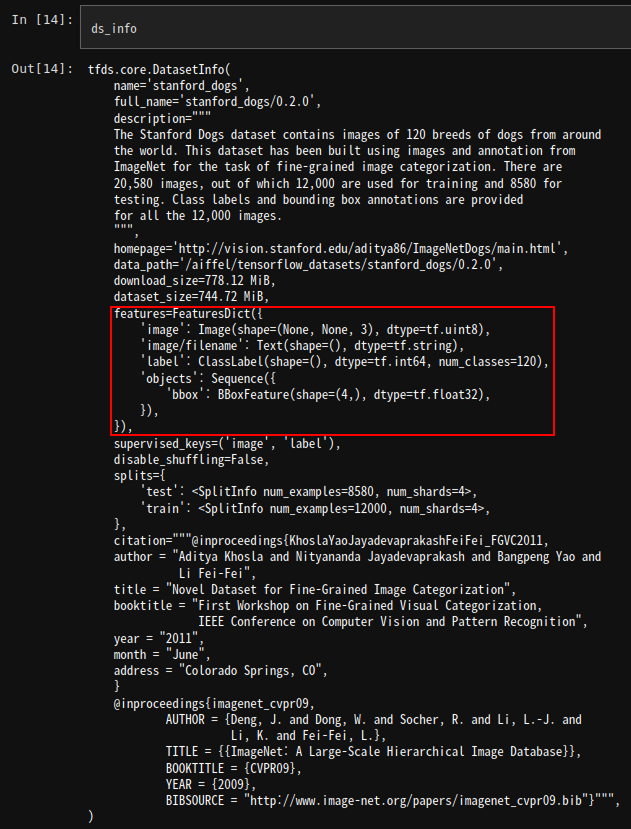 In [14]:
ds_info
Out[14]:
tfds.core.DatasetInfo(
    name='stanford_dogs',
    full_name='stanford_dogs/0.2.0',
    description="""
    The Stanford Dogs dataset contains images of 120 breeds of dogs from around
    the world. This dataset has been built using images and annotation from
    ImageNet for the task of fine-grained image categorization. There are
    20,580 images, out of which 12,000 are used for training and 8580 for
    testing. Class labels and bounding box annotations are provided
    for all the 12,000 images.
    """,
    homepage='http://vision.stanford.edu/aditya86/ImageNetDogs/main.html',
    data_path='/aiffel/tensorflow_datasets/stanford_dogs/0.2.0',
    download_size=778.12 MiB,
    dataset_size=744.72 MiB,
    features=FeaturesDict({
        'image': Image(shape=(None, None, 3), dtype=tf.uint8),
        'image/filename': Text(shape=(), dtype=tf.string),
        'label': ClassLabel(shape=(), dtype=tf.int64, num_classes=120),
        'objects': Sequence({
            'bbox': BBoxFeature(shape=(4,), dtype=tf.float32),
        }),
    }),
    supervised_keys=('image', 'label'),
    disable_shuffling=False,
    splits={
        'test': <SplitInfo num_examples=8580, num_shards=4>,
        'train': <SplitInfo num_examples=12000, num_shards=4>,
    },
    citation="""@inproceedings{KhoslaYaoJayadevaprakashFeiFei_FGVC2011,
    author = "Aditya Khosla and Nityananda Jayadevaprakash and Bangpeng Yao and
              Li Fei-Fei",
    title = "Novel Dataset for Fine-Grained Image Categorization",
    booktitle = "First Workshop on Fine-Grained Visual Categorization,
                 IEEE Conference on Computer Vision and Pattern Recognition",
    year = "2011",
    month = "June",
    address = "Colorado Springs, CO",
    }
    @inproceedings{imagenet_cvpr09,
            AUTHOR = {Deng, J. and Dong, W. and Socher, R. and Li, L.-J. and
                      Li, K. and Fei-Fei, L.},
            TITLE = {{ImageNet: A Large-Scale Hierarchical Image Database}},
            BOOKTITLE = {CVPR09},
            YEAR = {2009},
            BIBSOURCE = "http://www.image-net.org/papers/imagenet_cvpr09.bib"}""",
)